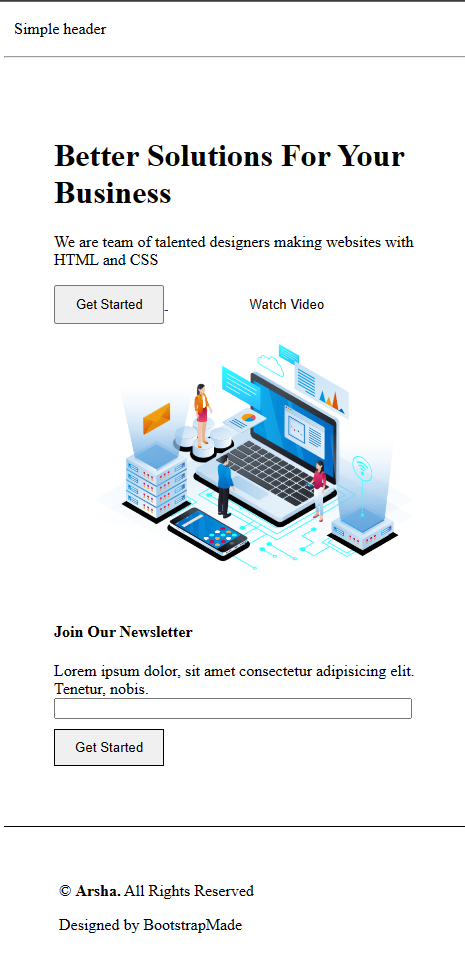 Simple header
Better Solutions For Your
Business
We are team of talented designers making websites with
HTML and CSS
Get Started
Watch Video
Join Our Newsletter
Lorem ipsum dolor, sit amet consectetur adipisicing elit.
Tenetur, nobis.
Get Started
© Arsha. All Rights Reserved
Designed by BootstrapMade